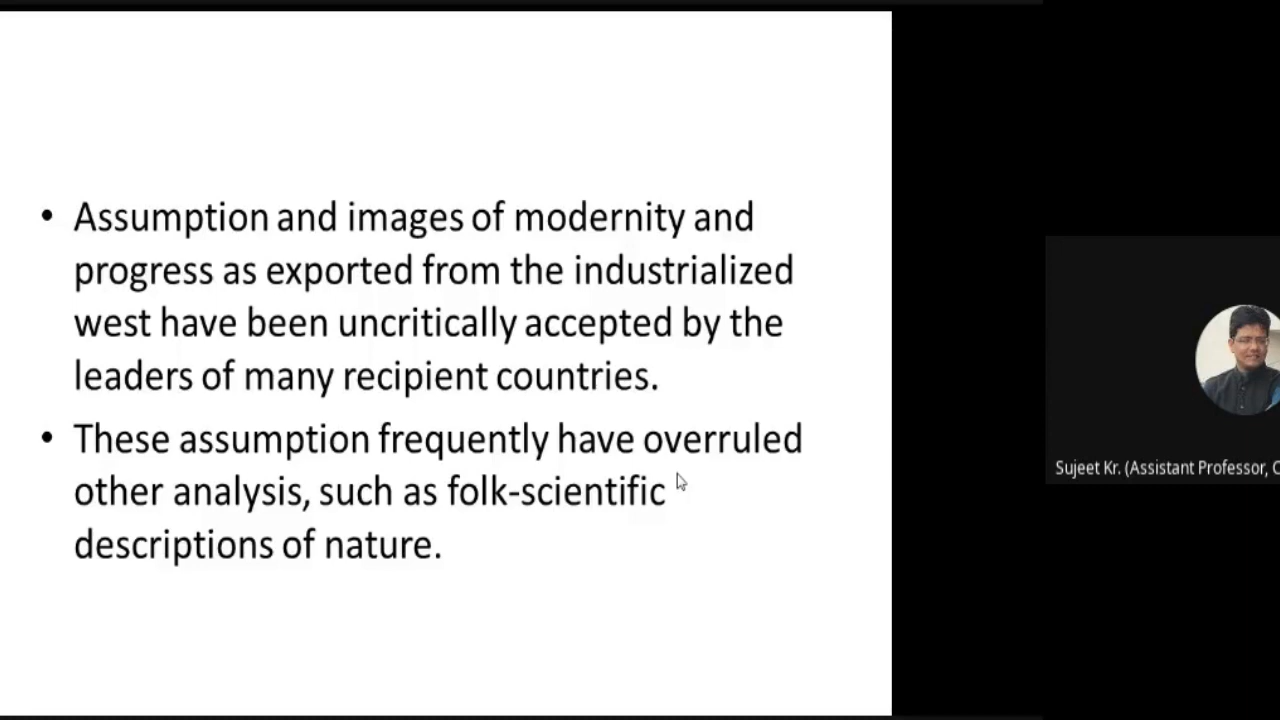 • Assumption and images of modernity and
progress as exported from the industrialized
west have been uncritically accepted by the
leaders of many recipient countries.
• These assumption frequently have overruled
other analysis, such as folk-scientific
descriptions of nature.
Sujeet Kr. (Assistant Professor,